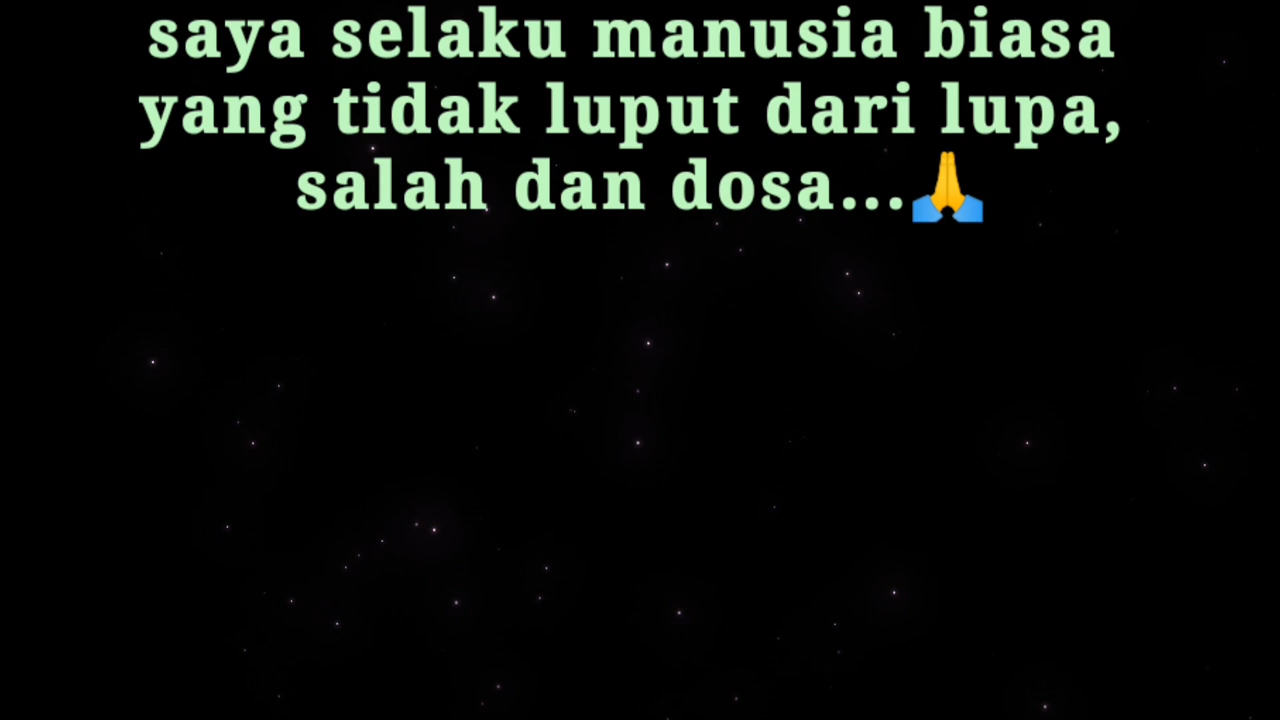 saya selaku manusia biasa
yang tidak luput dari lupa,
salah dan dosa...🙏